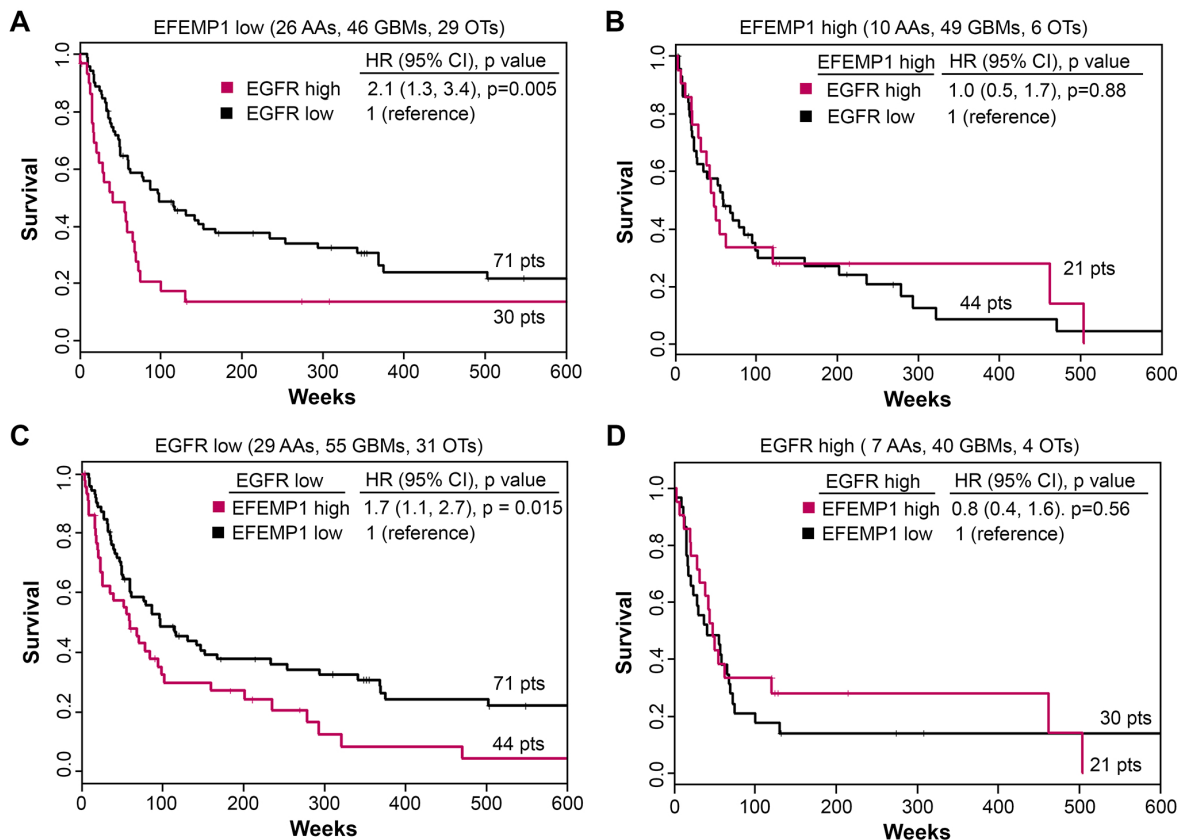 A
EFEMP1 low (26 AAs, 46 GBMs, 29 OTs)
HR (95% CI), p value
EGFR high 2.1 (1.3, 3.4), p=0.005
EGFR low 1 (reference)
71 pts
30 pts
Survival
0.0 0.2 0.4 0.6 0.8 1.0
0 100 200 300 400 500 600
Weeks
B
EFEMP1 high (10 AAs, 49 GBMs, 6 OTs)
EFEMP1 high HR (95% CI), p value
EGFR high 1.0 (0.5, 1.7), p=0.88
EGFR low 1 (reference)
21 pts
44 pts
Survival
0.0 0.2 0.4 0.6 0.8 1.0
0 100 200 300 400 500 600
Weeks
C
EGFR low (29 AAs, 55 GBMs, 31 OTs)
EGFR low HR (95% CI), p value
EFEMP1 high 1.7 (1.1, 2.7), p = 0.015
EFEMP1 low 1 (reference)
71 pts
44 pts
Survival
0.0 0.2 0.4 0.6 0.8 1.0
0 100 200 300 400 500 600
Weeks
D
EGFR high ( 7 AAs, 40 GBMs, 4 OTs)
EGFR high HR (95% CI), p value
EFEMP1 high 0.8 (0.4, 1.6). p=0.56
EFEMP1 low 1 (reference)
30 pts
21 pts
Survival
0.0 0.2 0.4 0.6 0.8 1.0
0 100 200 300 400 500 600
Weeks